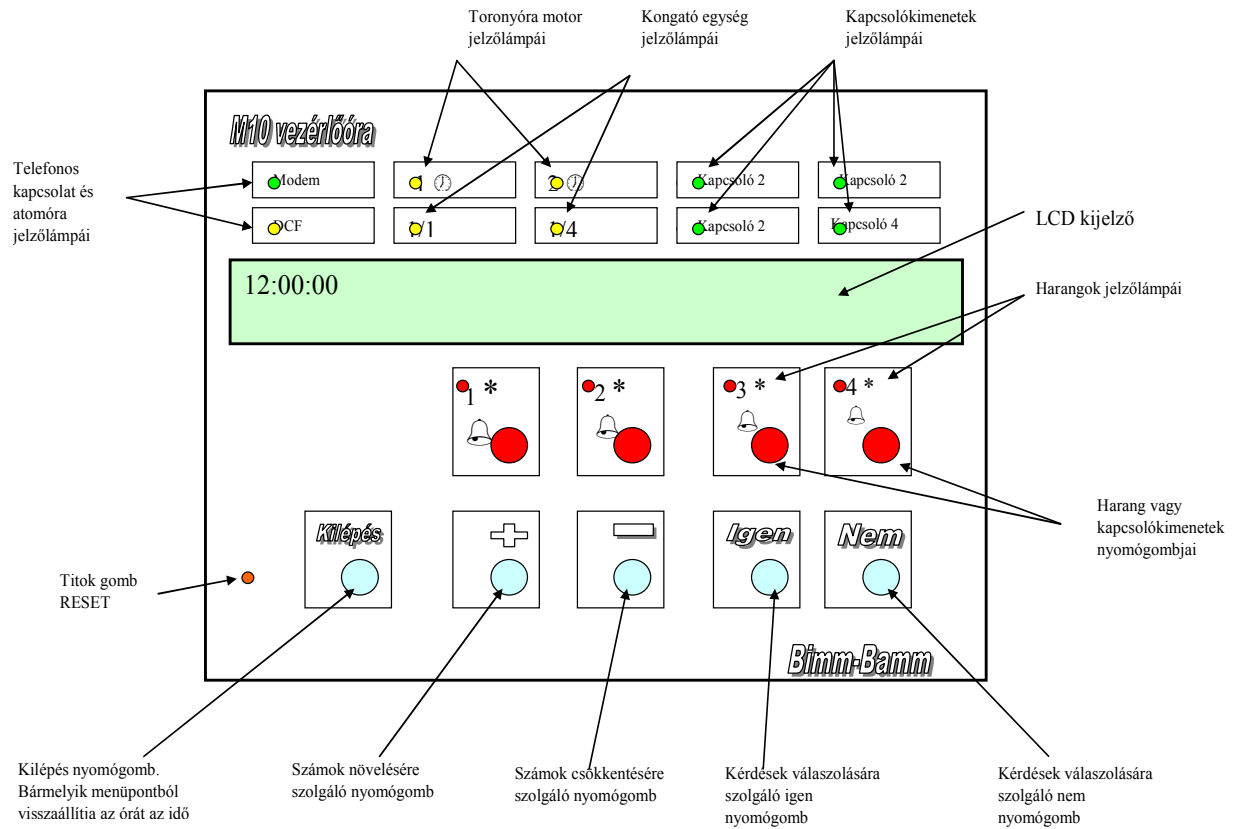 Toronyóra motor
jelzőlámpái
Kongató egység
jelzőlámpái
Kapcsolókimenetek
jelzőlámpái
M10 vezérlőóra
Telefonos
kapcsolat és
atomóra
jelzőlámpái
Modem
1
2
Kapcsoló 2
Kapcsoló 2
DCF
1/1
1/4
Kapcsoló 2
Kapcsoló 4
LCD kijelző
12:00:00
Harangok jelzőlámpái
1 *
2 *
3 *
4 *
Harang vagy
kapcsolókimenetek
nyomógombjai
Kilépés
+
-
Igen
Nem
Titok gomb
RESET
Bimm-Bamm
Kilépés nyomógomb.
Bármelyik menüpontból
visszaállítia az órát az idő
Számok növelésére
szolgáló nyomógomb
Számok csökkentésére
szolgáló nyomógomb
Kérdések válaszolására
szolgáló igen
nyomógomb
Kérdések válaszolására
szolgáló nem
nyomógomb